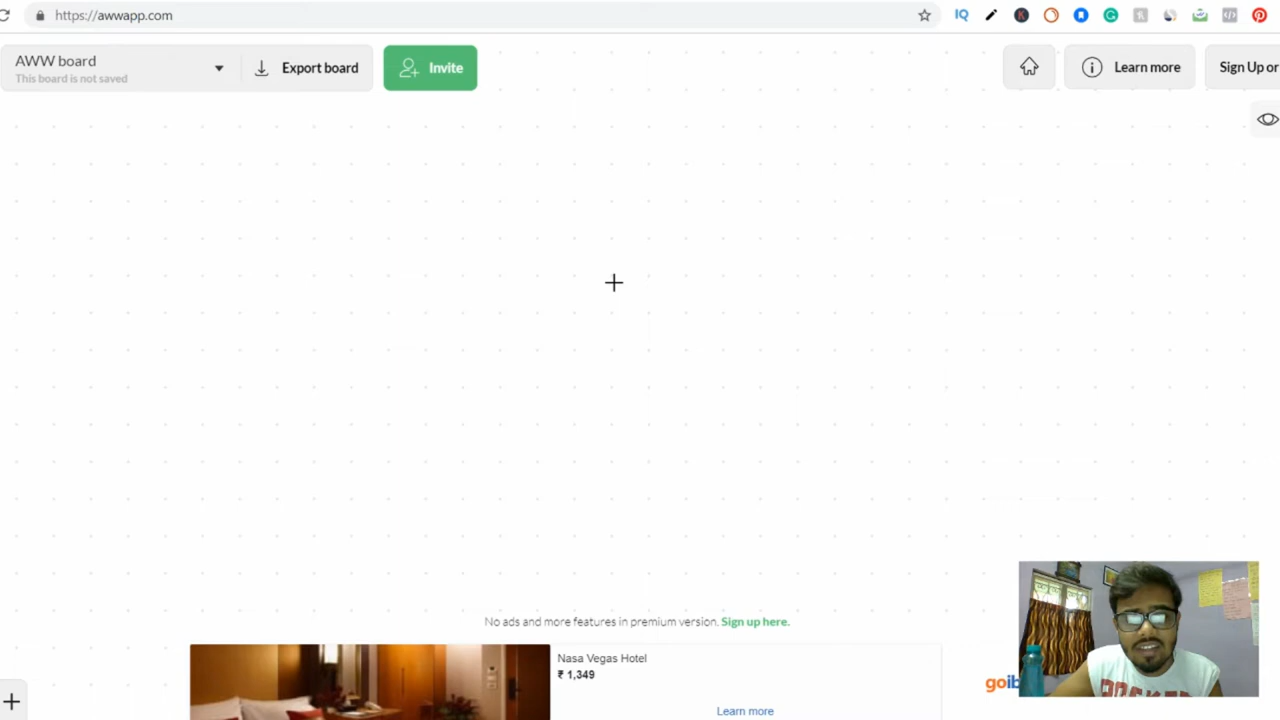 https://awwapp.com
AWW board
This board is not saved
Export board
Invite
Learn more
Sign Up or
No ads and more features in premium version. Sign up here.
Nasa Vegas Hotel
₹ 1,349
Learn more
goib